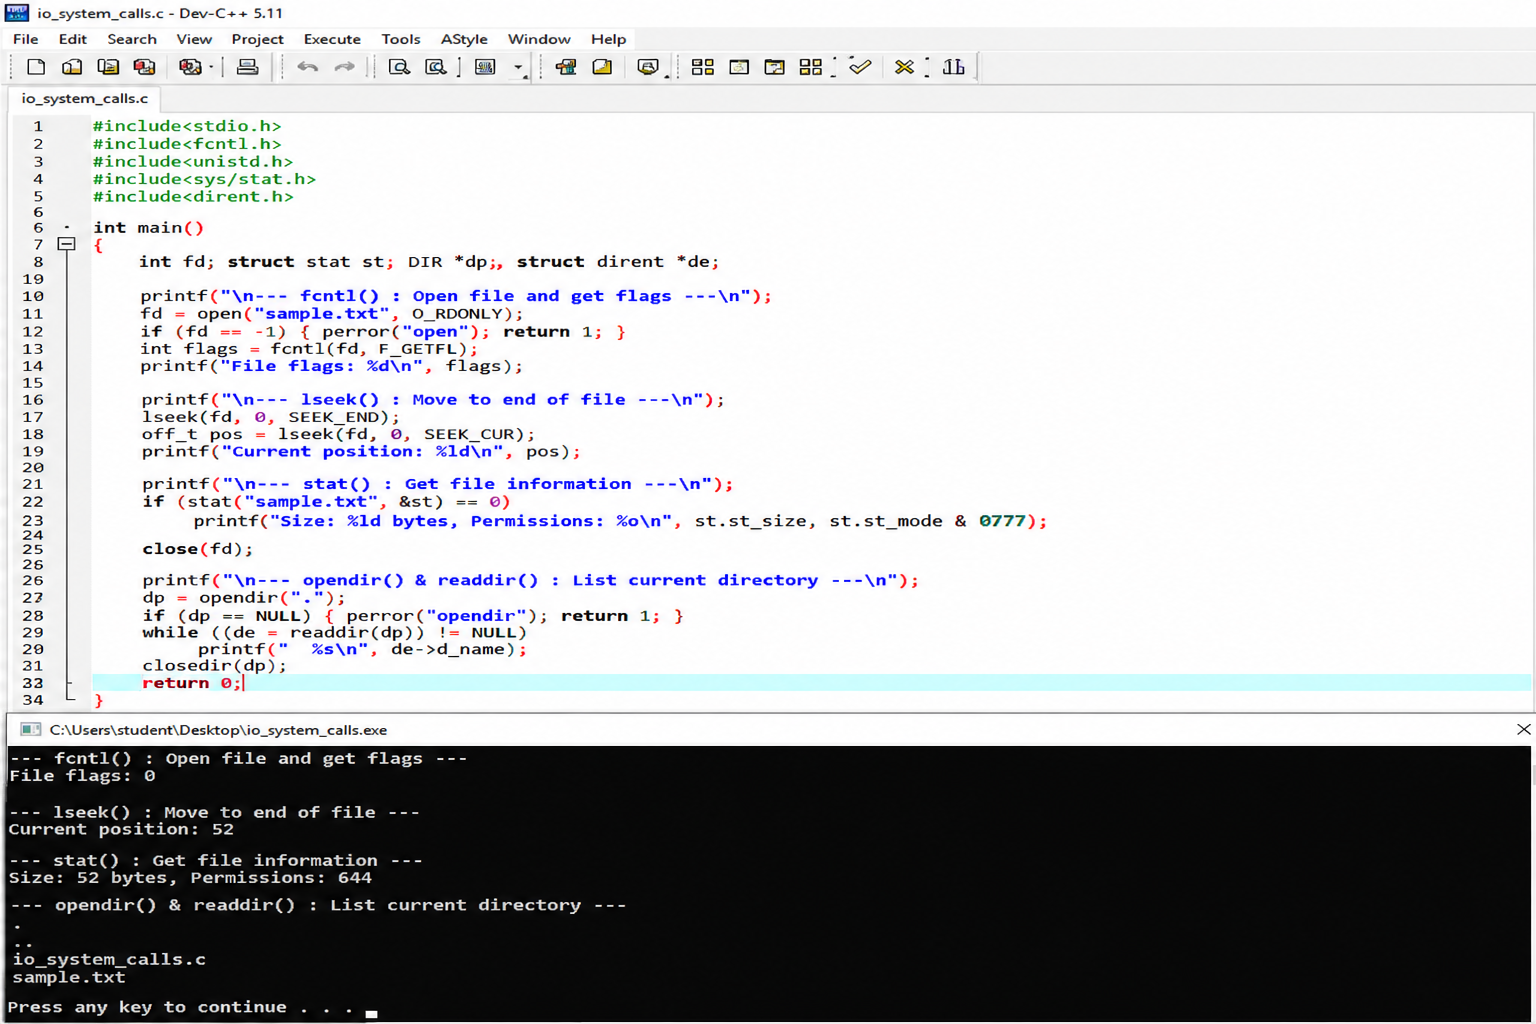 io_system_calls.c - Dev-C++ 5.11
File Edit Search View Project Execute Tools AStyle Window Help
io_system_calls.c
1 #include<stdio.h>
2 #include<fcntl.h>
3 #include<unistd.h>
4 #include<sys/stat.h>
5 #include<dirent.h>
6
6 int main()
7 {
8 int fd; struct stat st; DIR *dp;, struct dirent *de;
19
10 printf("\n--- fcntl() : Open file and get flags ---\n");
11 fd = open("sample.txt", O_RDONLY);
12 if (fd == -1) { perror("open"); return 1; }
13 int flags = fcntl(fd, F_GETFL);
14 printf("File flags: %d\n", flags);
15
16 printf("\n--- lseek() : Move to end of file ---\n");
17 lseek(fd, 0, SEEK_END);
18 off_t pos = lseek(fd, 0, SEEK_CUR);
19 printf("Current position: %ld\n", pos);
20
21 printf("\n--- stat() : Get file information ---\n");
22 if (stat("sample.txt", &st) == 0)
23 printf("Size: %ld bytes, Permissions: %o\n", st.st_size, st.st_mode & 0777);
24
25 close(fd);
26
26 printf("\n--- opendir() & readdir() : List current directory ---\n");
27 dp = opendir(".");
28 if (dp == NULL) { perror("opendir"); return 1; }
29 while ((de = readdir(dp)) != NULL)
20 printf("  %s\n", de->d_name);
31 closedir(dp);
33 return 0;
34 }
C:\Users\student\Desktop\io_system_calls.exe
--- fcntl() : Open file and get flags ---
File flags: 0
--- lseek() : Move to end of file ---
Current position: 52
--- stat() : Get file information ---
Size: 52 bytes, Permissions: 644
--- opendir() & readdir() : List current directory ---
.
..
io_system_calls.c
sample.txt
Press any key to continue . . .